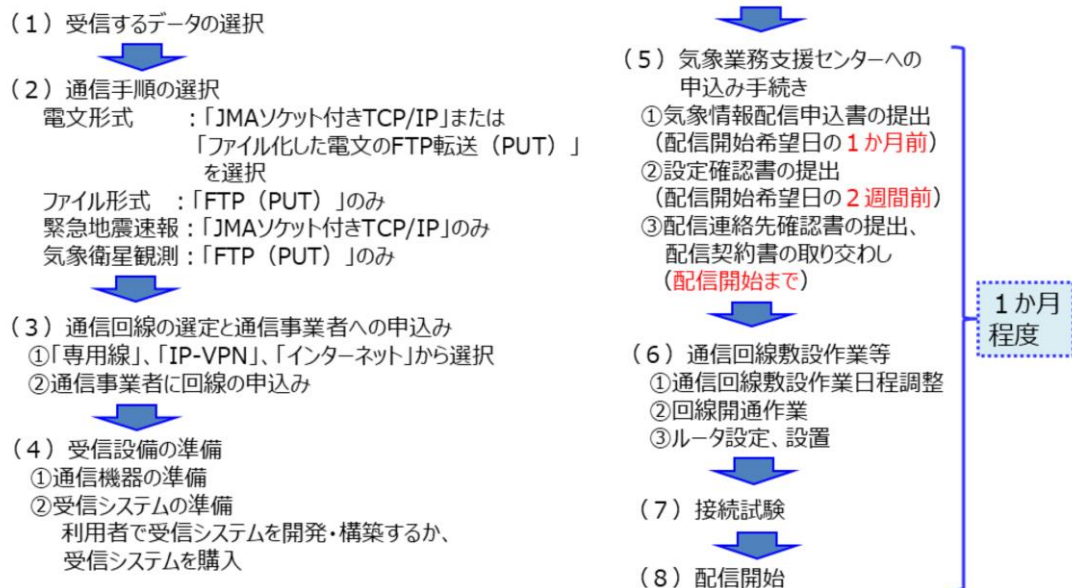 （１）受信するデータの選択
（２）通信手順の選択
電文形式　　：「JMAソケット付きTCP/IP」または
「ファイル化した電文のFTP転送（PUT）」
を選択
ファイル形式　：「FTP（PUT）」のみ
緊急地震速報：「JMAソケット付きTCP/IP」のみ
気象衛星観測：「FTP（PUT）」のみ
（３）通信回線の選定と通信事業者への申込み
①「専用線」、「IP-VPN」、「インターネット」から選択
②通信事業者に回線の申込み
（４）受信設備の準備
①通信機器の準備
②受信システムの準備
利用者で受信システムを開発・構築するか、
受信システムを購入
（５）気象業務支援センターへの
申込み手続き
①気象情報配信申込書の提出
（配信開始希望日の１か月前）
②設定確認書の提出
（配信開始希望日の２週間前）
③配信連絡先確認書の提出、
配信契約書の取り交わし
（配信開始まで）
（６）通信回線敷設作業等
①通信回線敷設作業日程調整
②回線開通作業
③ルータ設定、設置
（７）接続試験
（８）配信開始
１か月
程度